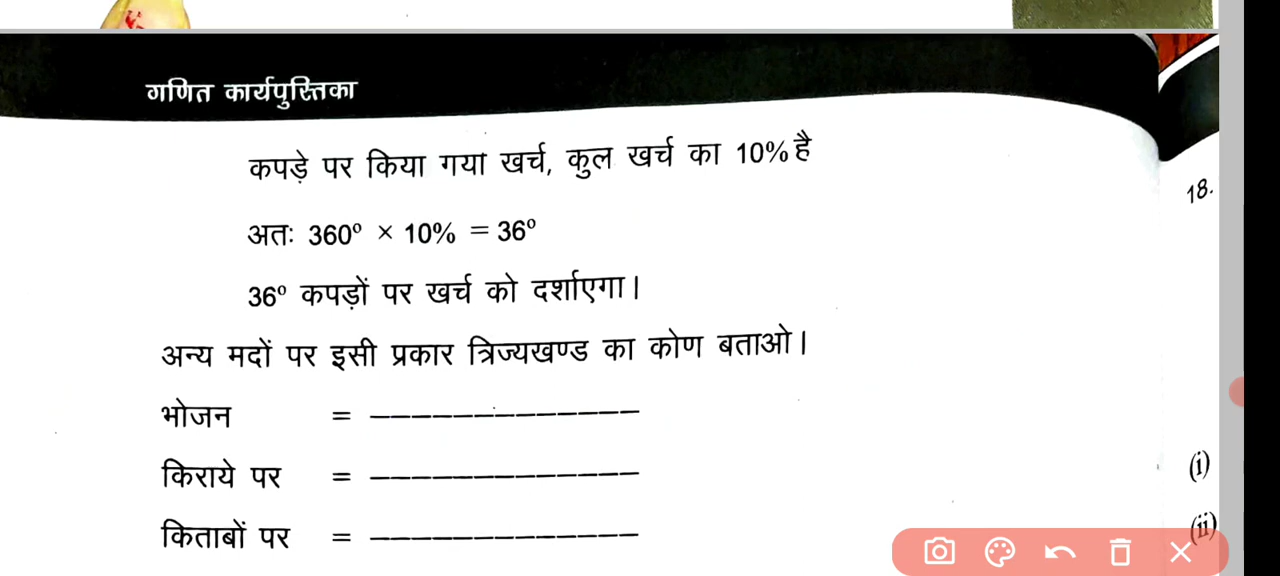 गणित कार्यपुस्तिका
कपड़े पर किया गया खर्च, कुल खर्च का 10% है
18.
अतः 360° × 10% = 36°
36° कपड़ों पर खर्च को दर्शाएगा।
अन्य मदों पर इसी प्रकार त्रिज्यखण्ड का कोण बताओ।
भोजन = –––––––––––––
किराये पर = –––––––––––––
(i)
किताबों पर = –––––––––––––
(ii)